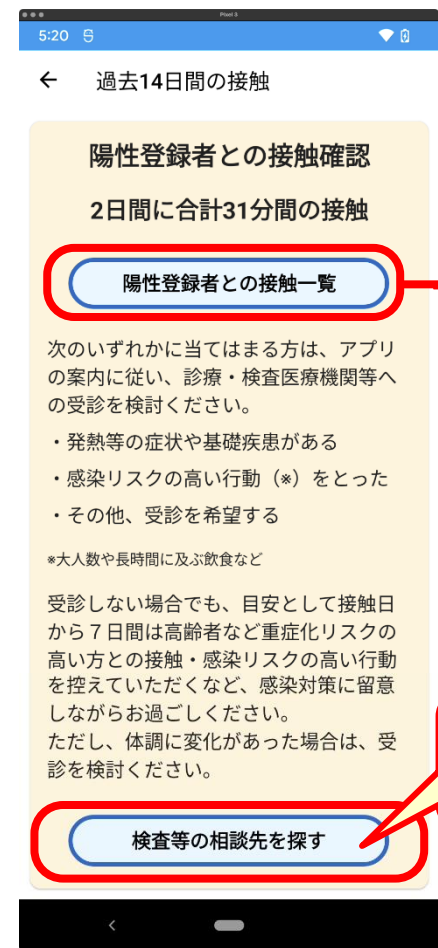 Pixel 3
5:20
過去14日間の接触
陽性登録者との接触確認
2日間に合計31分間の接触
陽性登録者との接触一覧
次のいずれかに当てはまる方は、アプリ
の案内に従い、診療・検査医療機関等へ
の受診を検討ください。
・発熱等の症状や基礎疾患がある
・感染リスクの高い行動（※）をとった
・その他、受診を希望する
※大人数や長時間に及ぶ飲食など
受診しない場合でも、目安として接触日
から７日間は高齢者など重症化リスクの
高い方との接触・感染リスクの高い行動
を控えていただくなど、感染対策に留意
しながらお過ごしください。
ただし、体調に変化があった場合は、受
診を検討ください。
検査等の相談先を探す